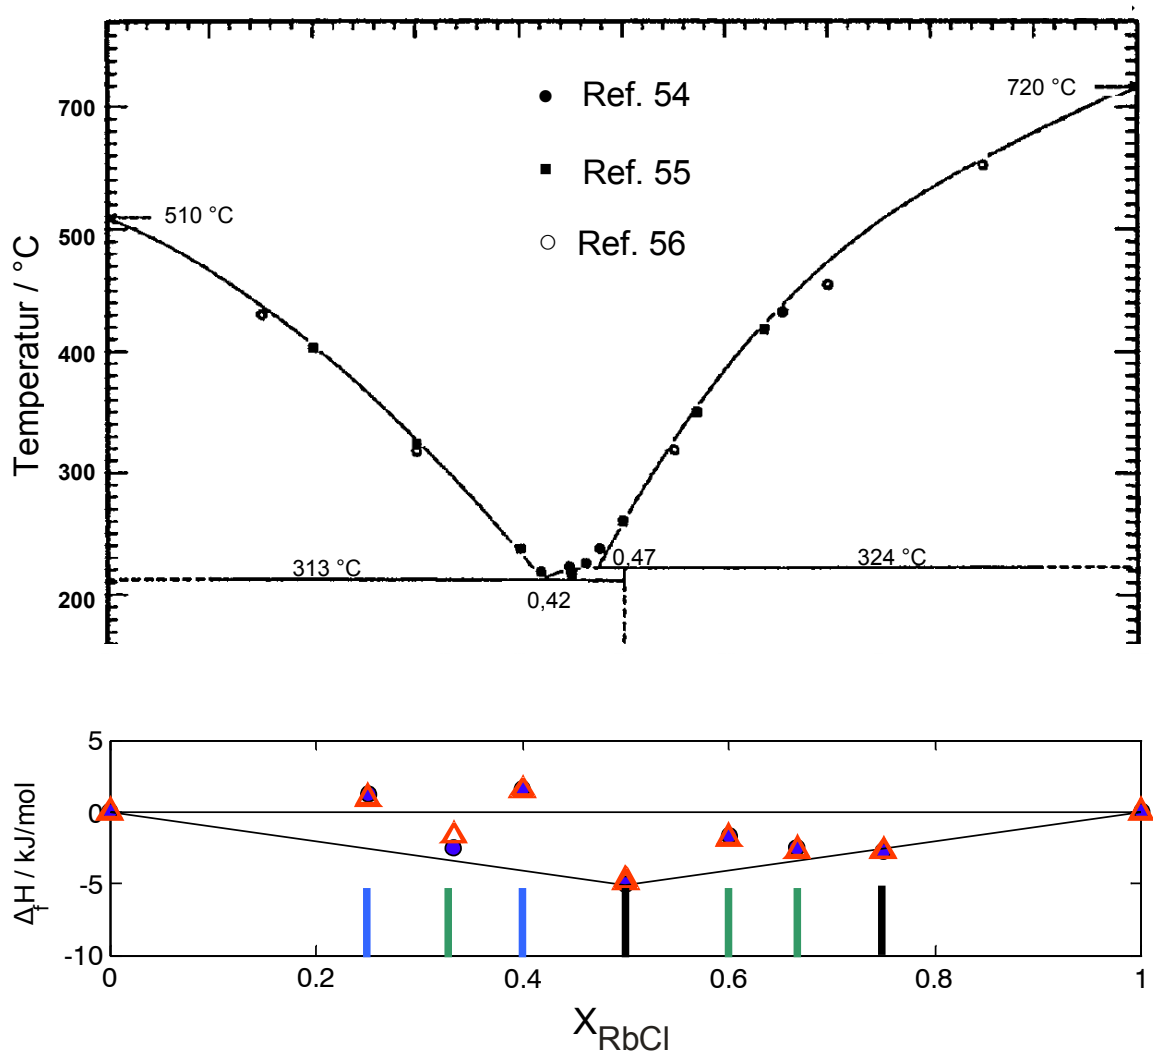 Ref. 54
720 °C
700
Ref. 55
510 °C
500
Ref. 56
Temperatur / °C
400
300
0,47
313 °C
324 °C
200
0,42
5
0
-5
-10
ΔfH / kJ/mol
0
0.2
0.4
0.6
0.8
1
XRbCl